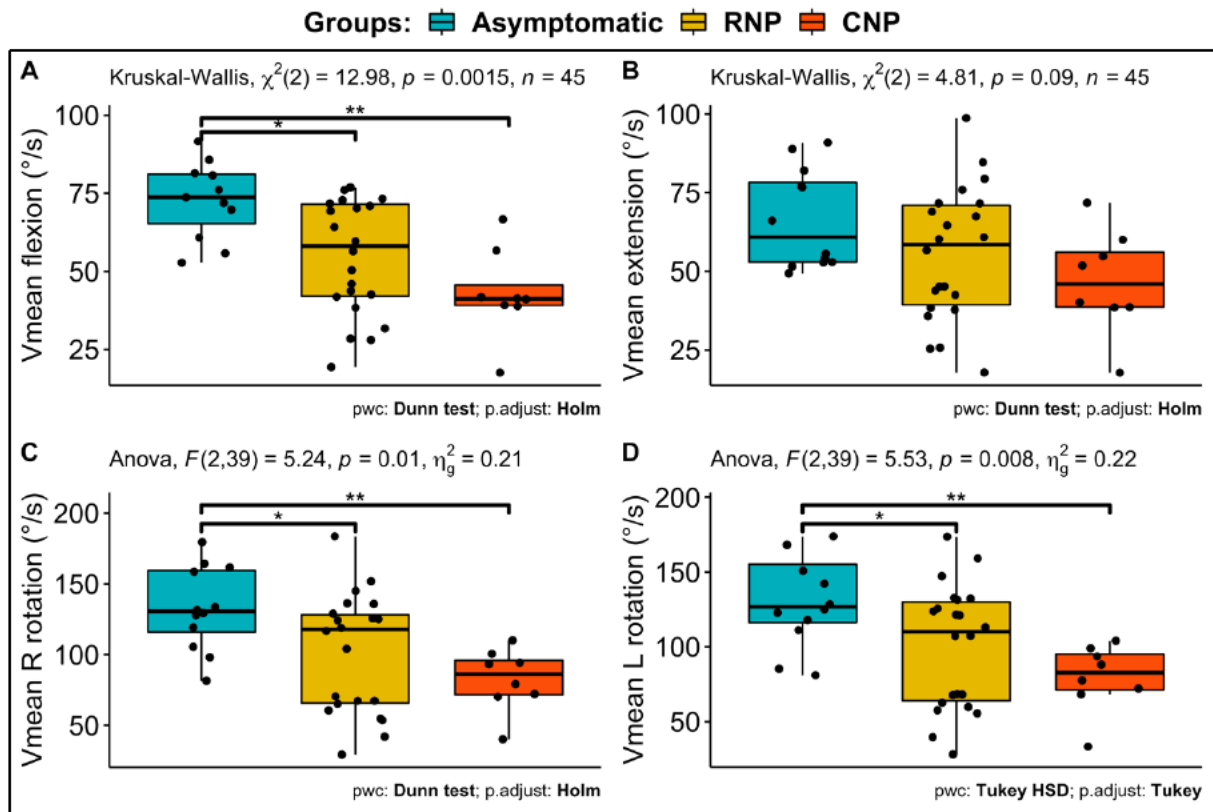 Groups: Asymptomatic RNP CNP
A
Kruskal-Wallis, χ²(2) = 12.98, p = 0.0015, n = 45
Vmean flexion (°/s)
100
75
50
25
**
*
pwc: Dunn test; p.adjust: Holm
B
Kruskal-Wallis, χ²(2) = 4.81, p = 0.09, n = 45
Vmean extension (°/s)
100
75
50
25
pwc: Dunn test; p.adjust: Holm
C
Anova, F(2,39) = 5.24, p = 0.01, η²g = 0.21
Vmean R rotation (°/s)
200
150
100
50
**
*
pwc: Dunn test; p.adjust: Holm
D
Anova, F(2,39) = 5.53, p = 0.008, η²g = 0.22
Vmean L rotation (°/s)
200
150
100
50
**
*
pwc: Tukey HSD; p.adjust: Tukey